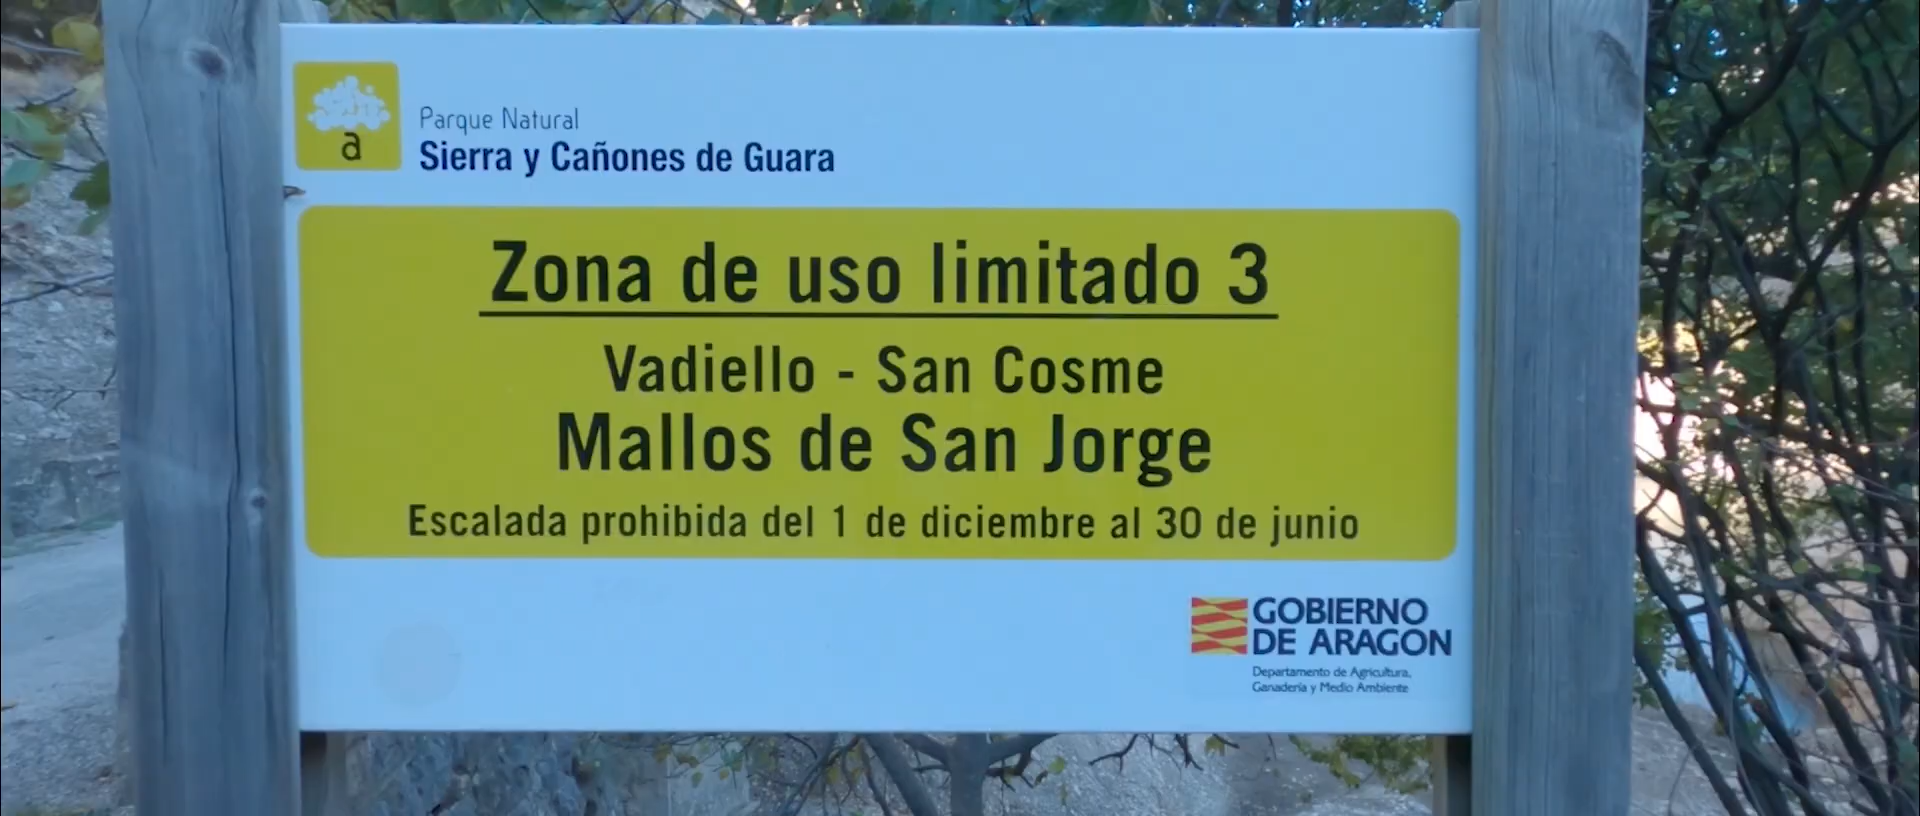 a
Parque Natural
Sierra y Cañones de Guara
Zona de uso limitado 3
Vadiello - San Cosme
Mallos de San Jorge
Escalada prohibida del 1 de diciembre al 30 de junio
GOBIERNO
DE ARAGON
Departamento de Agricultura,
Ganadería y Medio Ambiente